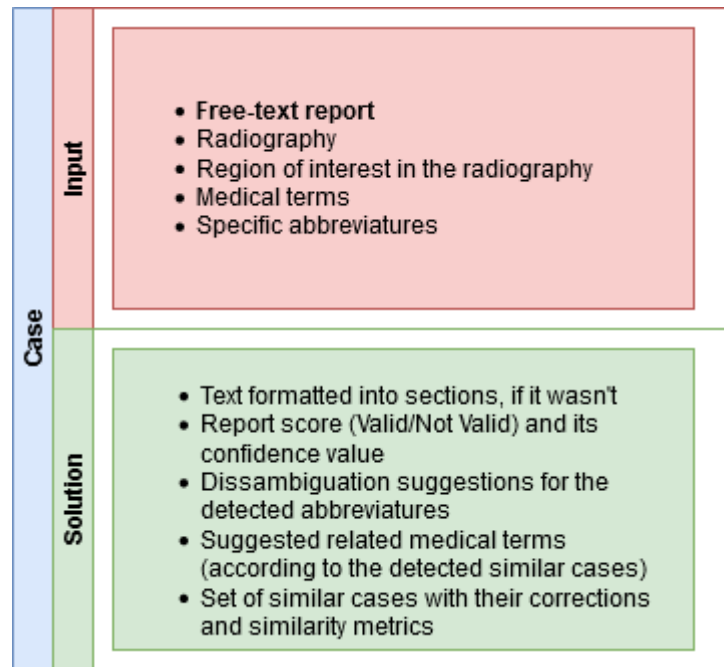 Case
Input
• Free-text report
• Radiography
• Region of interest in the radiography
• Medical terms
• Specific abbreviatures
Solution
• Text formatted into sections, if it wasn't
• Report score (Valid/Not Valid) and its
confidence value
• Dissambiguation suggestions for the
detected abbreviatures
• Suggested related medical terms
(according to the detected similar cases)
• Set of similar cases with their corrections
and similarity metrics